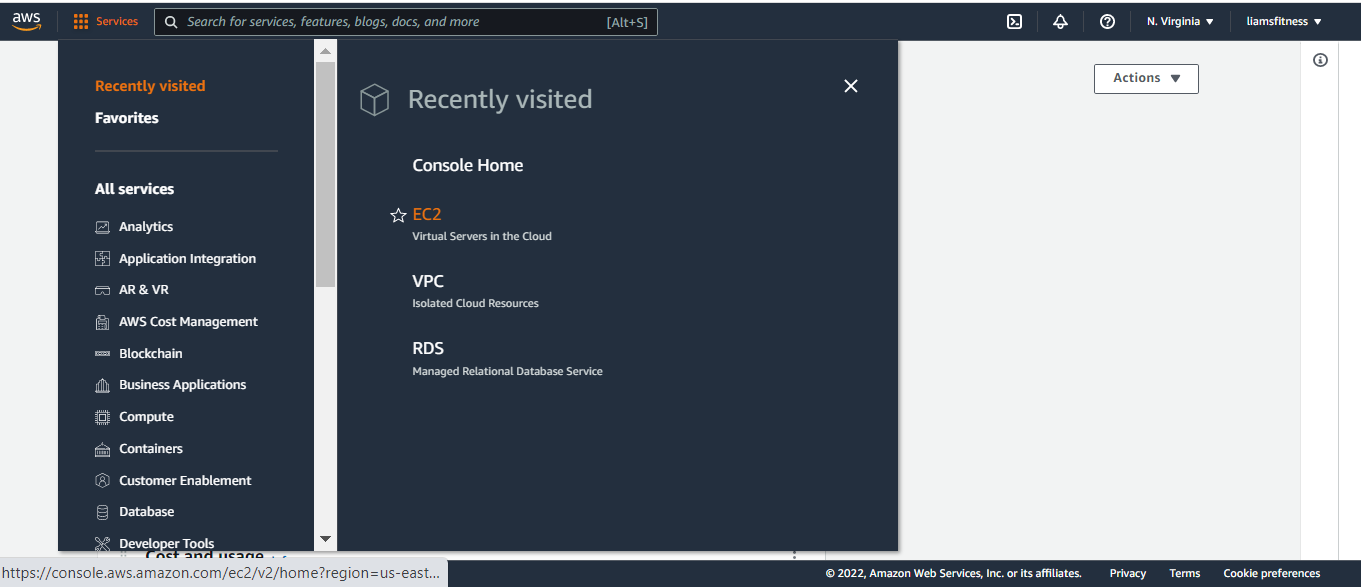 aws
Services
Search for services, features, blogs, docs, and more [Alt+S]
N. Virginia
liamsfitness
Actions
Recently visited
Favorites
All services
Analytics
Application Integration
AR & VR
AWS Cost Management
Blockchain
Business Applications
Compute
Containers
Customer Enablement
Database
Developer Tools
Recently visited
Console Home
EC2
Virtual Servers in the Cloud
VPC
Isolated Cloud Resources
RDS
Managed Relational Database Service
Cost and usage
https://console.aws.amazon.com/ec2/v2/home?region=us-east...
© 2022, Amazon Web Services, Inc. or its affiliates.
Privacy
Terms
Cookie preferences